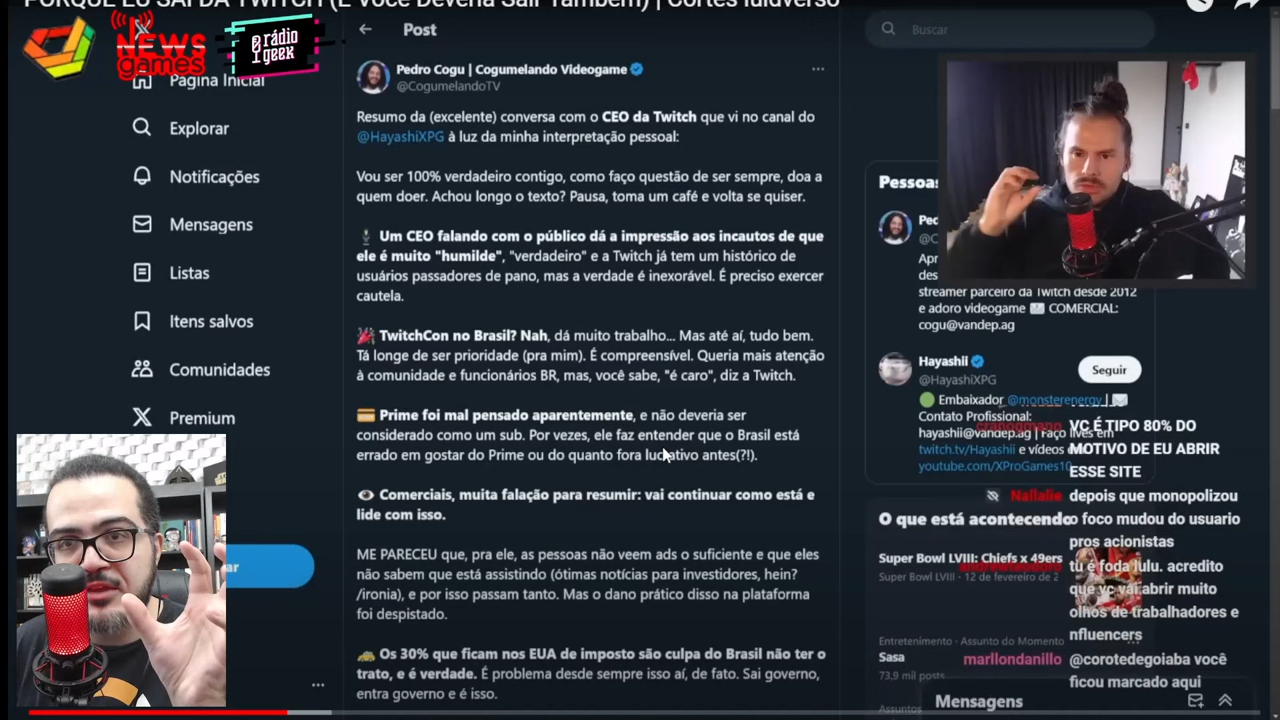 PORQUE EU SAÍ DA TWITCH (E Você Deveria Sair Também) | Cortes luidverso
NEWS
games
rádio
geek
Página Inicial
Explorar
Notificações
Mensagens
Listas
Itens salvos
Comunidades
Premium
ar
Post
Pedro Cogu | Cogumelando Videogame
@CogumelandoTV
Resumo da (excelente) conversa com o CEO da Twitch que vi no canal do
@HayashiXPG à luz da minha interpretação pessoal:
Vou ser 100% verdadeiro contigo, como faço questão de ser sempre, doa a
quem doer. Achou longo o texto? Pausa, toma um café e volta se quiser.
Um CEO falando com o público dá a impressão aos incautos de que
ele é muito "humilde", "verdadeiro" e a Twitch já tem um histórico de
usuários passadores de pano, mas a verdade é inexorável. É preciso exercer
cautela.
TwitchCon no Brasil? Nah, dá muito trabalho... Mas até aí, tudo bem.
Tá longe de ser prioridade (pra mim). É compreensível. Queria mais atenção
à comunidade e funcionários BR, mas, você sabe, "é caro", diz a Twitch.
Prime foi mal pensado aparentemente, e não deveria ser
considerado como um sub. Por vezes, ele faz entender que o Brasil está
errado em gostar do Prime ou do quanto fora lucrativo antes(?!).
Comerciais, muita falação para resumir: vai continuar como está e
lide com isso.
ME PARECEU que, pra ele, as pessoas não veem ads o suficiente e que eles
não sabem que está assistindo (ótimas notícias para investidores, hein?
/ironia), e por isso passam tanto. Mas o dano prático disso na plataforma
foi despistado.
Os 30% que ficam nos EUA de imposto são culpa do Brasil não ter o
trato, e é verdade. É problema desde sempre isso aí, de fato. Sai governo,
entra governo e é isso.
Buscar
Pessoas
Ped
@C
Apr
des
streamer parceiro da Twitch desde 2012
e adoro videogame COMERCIAL:
cogu@vandep.ag
Hayashii
@HayashiXPG
Seguir
Embaixador @monsterenergy |
Contato Profissional:
hayashii@vandep.ag | Faço lives em
twitch.tv/Hayashii e vídeos
youtube.com/XProGames10
O que está acontecendo
Super Bowl LVIII: Chiefs x 49ers
Super Bowl LVIII · 12 de fevereiro de 2
Entretenimento · Assunto do Momento
Sasa
73,9 mil posts
Assuntos
VC É TIPO 80% DO
MOTIVO DE EU ABRIR
ESSE SITE
Nallalie
depois que monopolizou
o foco mudou do usuario
pros acionistas
tu é foda lulu. acredito
que vc vai abrir muito
olhos de trabalhadores e
nfluencers
marllondanillo
@corotedegoiaba você
ficou marcado aqui
Mensagens